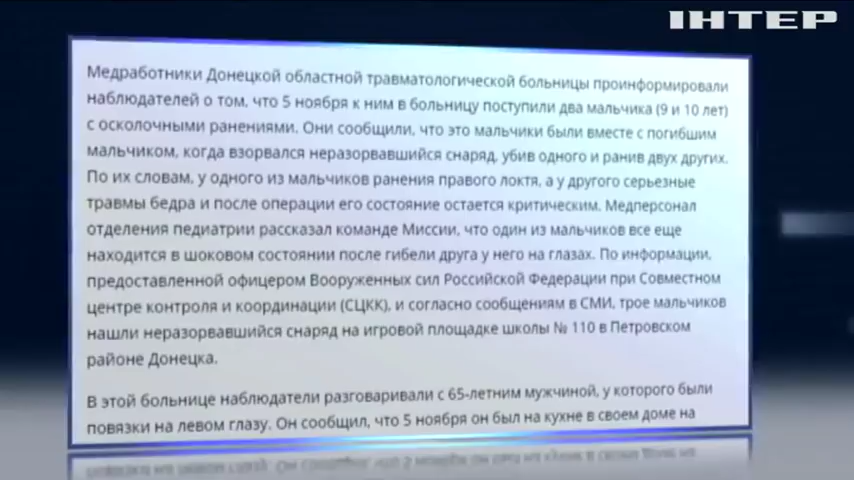 ІНТЕР
Медработники Донецкой областной травматологической больницы проинформировали
наблюдателей о том, что 5 ноября к ним в больницу поступили два мальчика (9 и 10 лет)
с осколочными ранениями. Они сообщили, что это мальчики были вместе с погибшим
мальчиком, когда взорвался неразорвавшийся снаряд, убив одного и ранив двух других.
По их словам, у одного из мальчиков ранения правого локтя, а у другого серьезные
травмы бедра и после операции его состояние остается критическим. Медперсонал
отделения педиатрии рассказал команде Миссии, что один из мальчиков все еще
находится в шоковом состоянии после гибели друга у него на глазах. По информации,
предоставленной офицером Вооруженных сил Российской Федерации при Совместном
центре контроля и координации (СЦКК), и согласно сообщениям в СМИ, трое мальчиков
нашли неразорвавшийся снаряд на игровой площадке школы № 110 в Петровском
районе Донецка.
В этой больнице наблюдатели разговаривали с 65-летним мужчиной, у которого были
повязки на левом глазу. Он сообщил, что 5 ноября он был на кухне в своем доме на